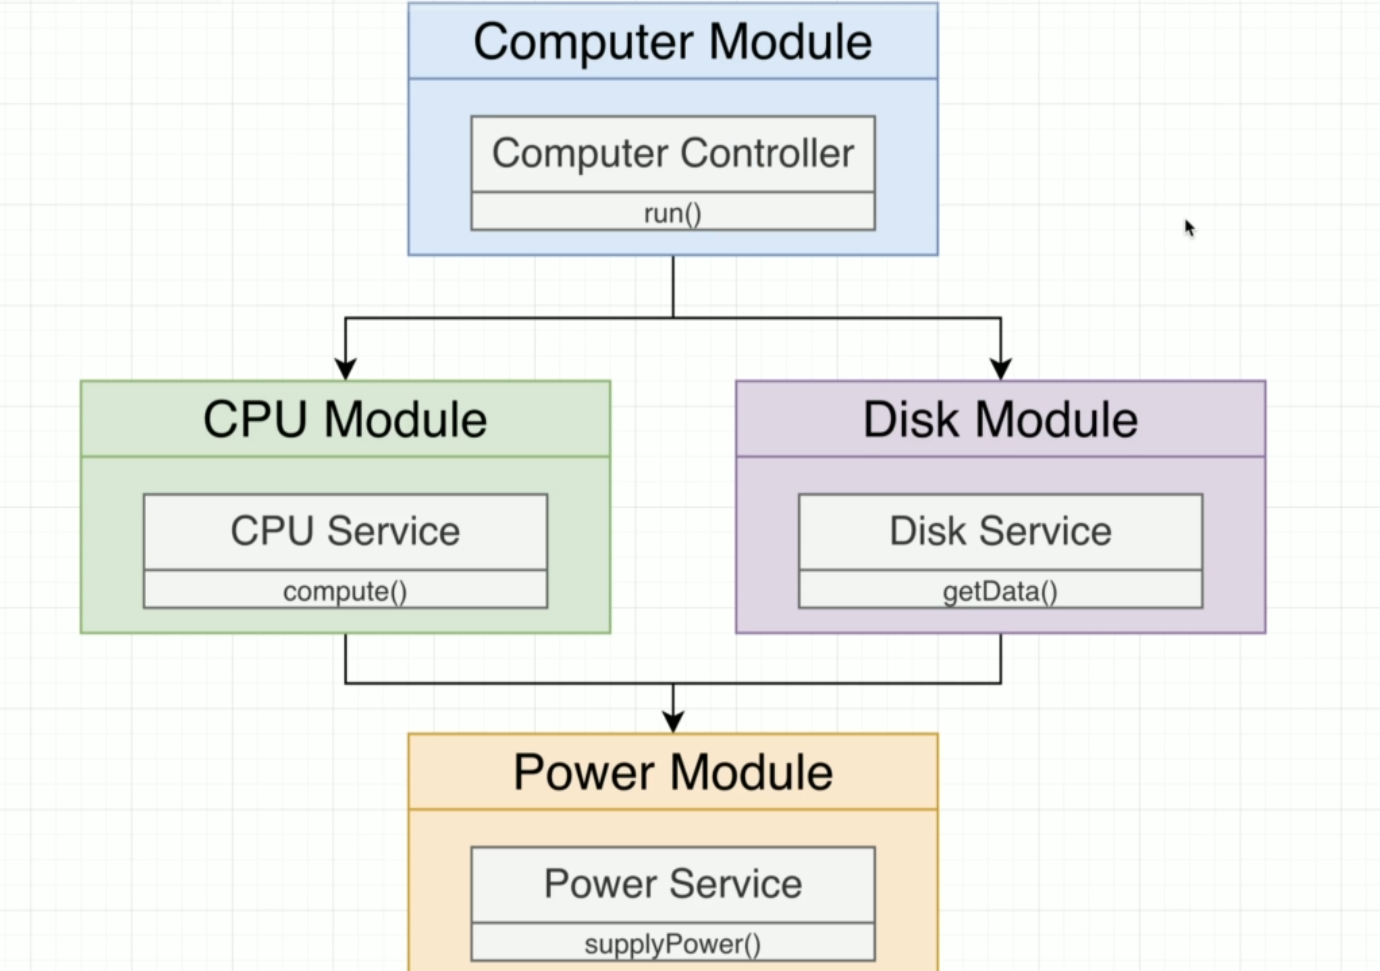 Computer Module
Computer Controller
run()
CPU Module
CPU Service
compute()
Disk Module
Disk Service
getData()
Power Module
Power Service
supplyPower()